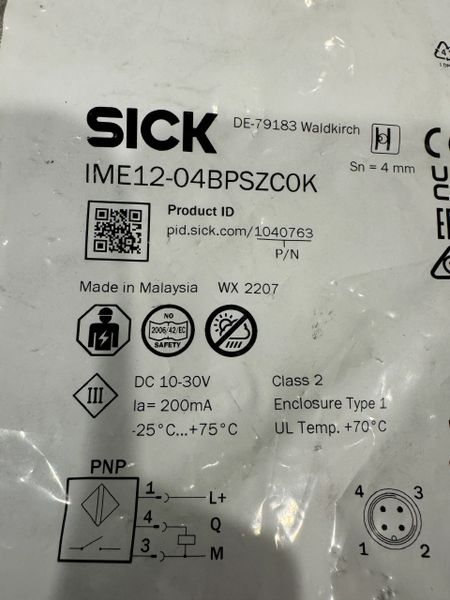 SICK
DE-79183 Waldkirch
Sn = 4 mm
IME12-04BPSZC0K
Product ID
pid.sick.com/1040763
P/N
Made in Malaysia WX 2207
NO
2006/42/EC
SAFETY
III
DC 10-30V Class 2
Ia= 200mA Enclosure Type 1
-25°C...+75°C UL Temp. +70°C
PNP
1 L+
4 Q
3 M
4 3
1 2